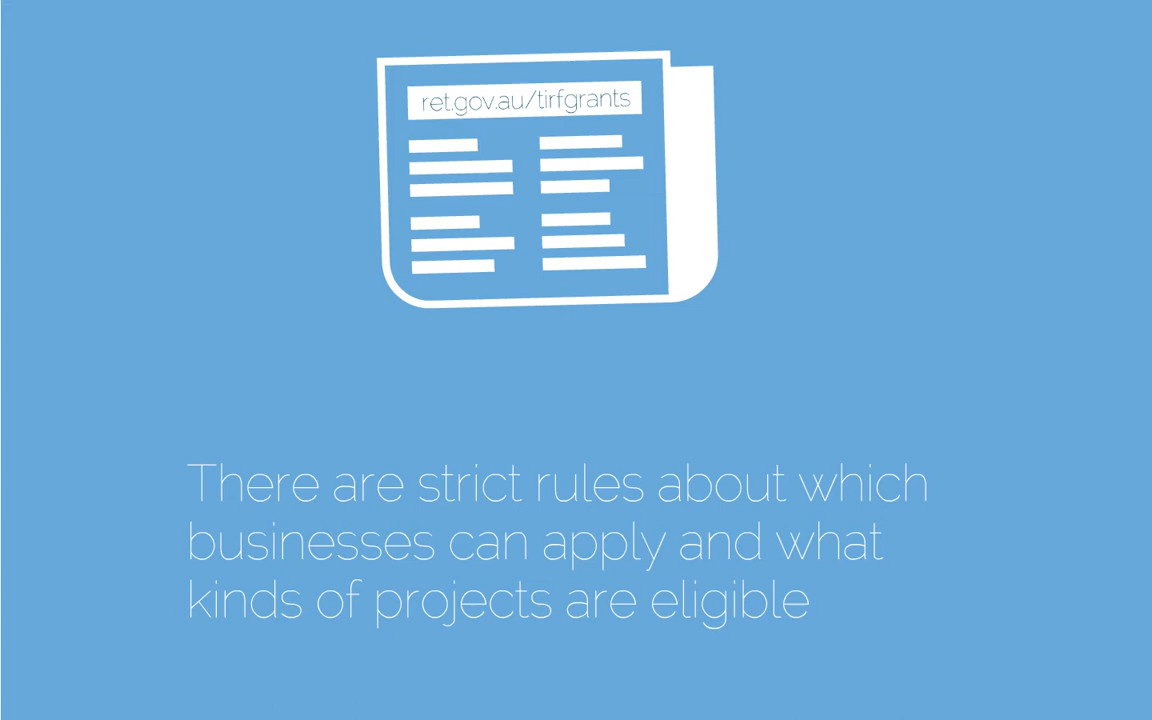 ret.gov.au/tirfgrants
There are strict rules about which
businesses can apply and what
kinds of projects are eligible